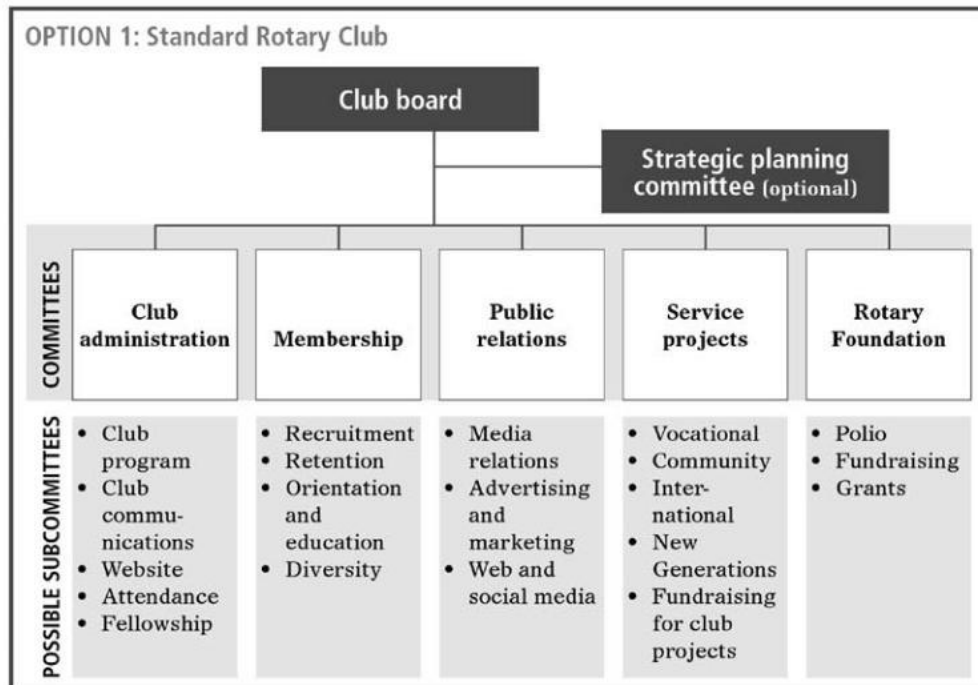 OPTION 1: Standard Rotary Club
Club board
Strategic planning
committee (optional)
COMMITTEES
Club
administration
Membership
Public
relations
Service
projects
Rotary
Foundation
POSSIBLE SUBCOMMITTEES
• Club
program
• Club
commu-
nications
• Website
• Attendance
• Fellowship
• Recruitment
• Retention
• Orientation
and
education
• Diversity
• Media
relations
• Advertising
and
marketing
• Web and
social media
• Vocational
• Community
• Inter-
national
• New
Generations
• Fundraising
for club
projects
• Polio
• Fundraising
• Grants